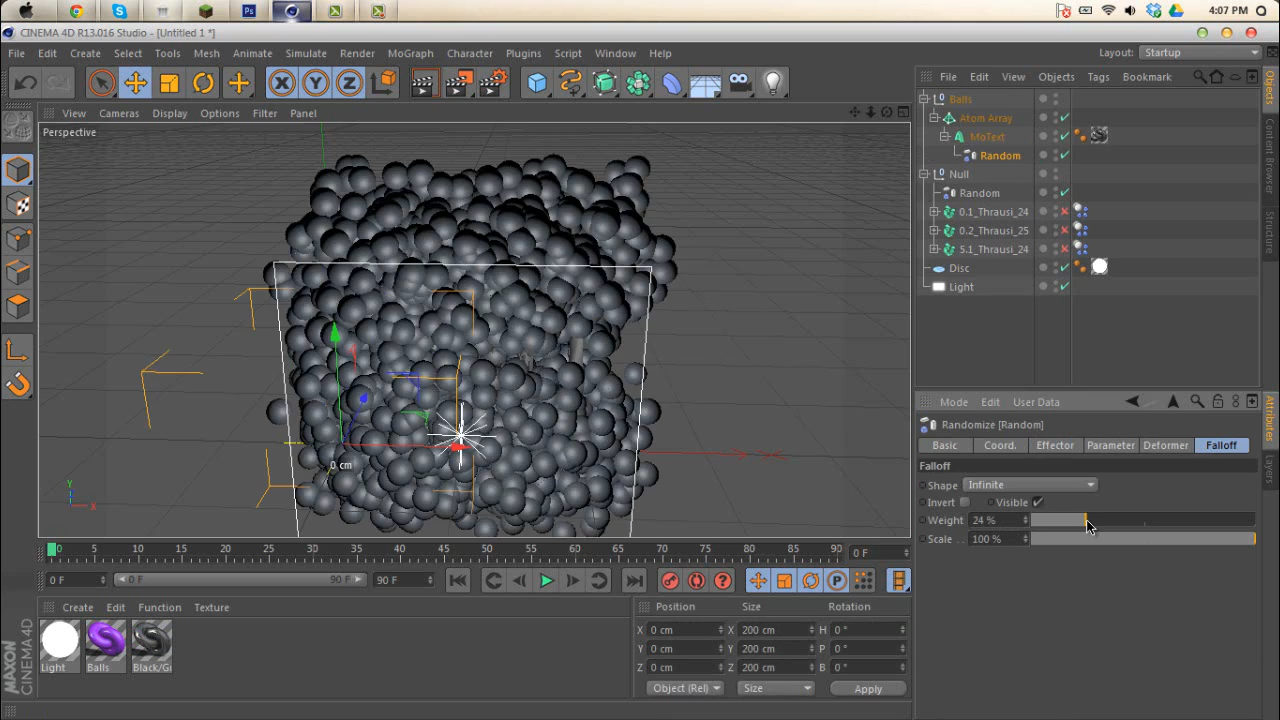 4:07 PM
CINEMA 4D R13.016 Studio - [Untitled 1 *]
File Edit Create Select Tools Mesh Animate Simulate Render MoGraph Character Plugins Script Window Help
Layout: Startup
X Y Z
File Edit View Objects Tags Bookmark
View Cameras Display Options Filter Panel
Perspective
Balls
Atom Array
MoText
Random
Null
Random
0.1_Thrausi_24
0.2_Thrausi_25
5.1_Thrausi_24
Disc
Light
Objects
Content Browser
Structure
0 cm
Y
X
Mode Edit User Data
Randomize [Random]
Basic Coord. Effector Parameter Deformer Falloff
Falloff
Shape Infinite
Invert Visible
Weight 24 %
Scale . . 100 %
Attributes
Layers
0 5 10 15 20 25 30 35 40 45 50 55 60 65 70 75 80 85 90 0 F
0 F 0 F 90 F 90 F
P
Create Edit Function Texture
Light Balls Black/Gr
Position Size Rotation
X 0 cm X 200 cm H 0 °
Y 0 cm Y 200 cm P 0 °
Z 0 cm Z 200 cm B 0 °
Object (Rel) Size Apply
MAXON
CINEMA 4D